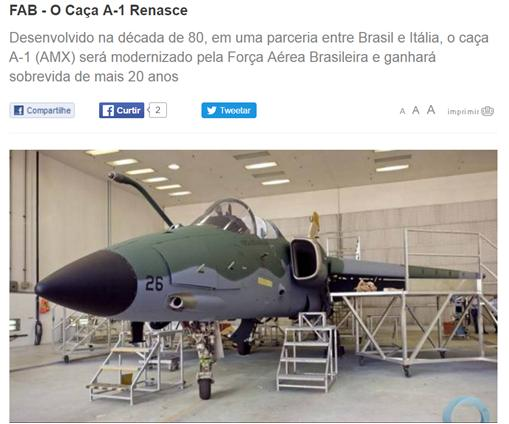 FAB - O Caça A-1 Renasce
Desenvolvido na década de 80, em uma parceria entre Brasil e Itália, o caça
A-1 (AMX) será modernizado pela Força Aérea Brasileira e ganhará
sobrevida de mais 20 anos
Compartilhe Curtir 2 Tweetar A A A imprimir
26